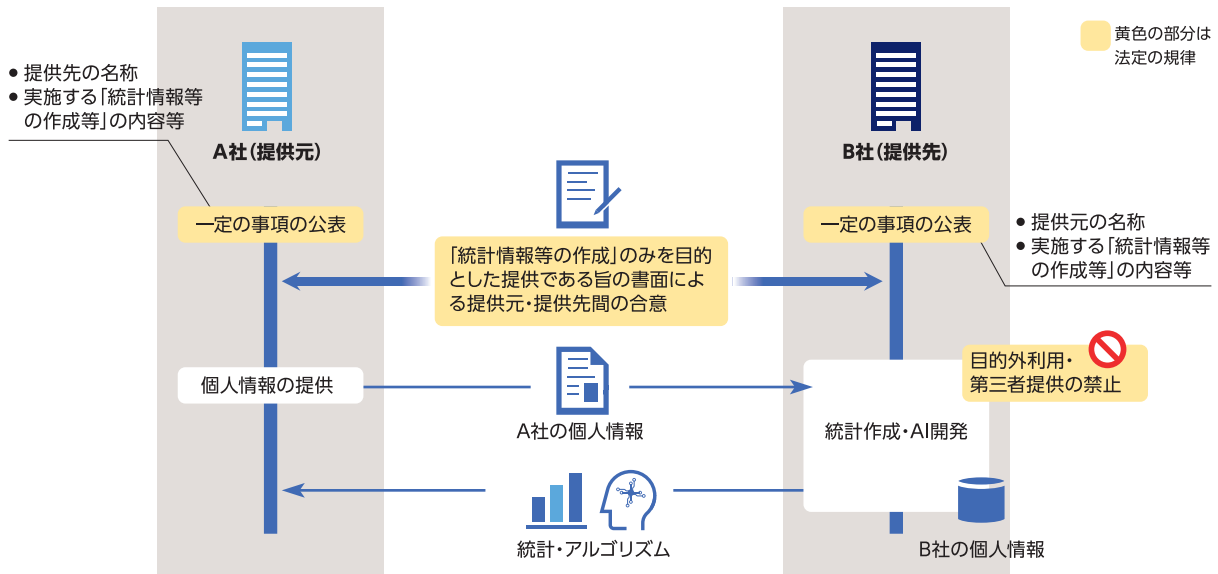 黄色の部分は
法定の規律
● 提供先の名称
● 実施する「統計情報等
の作成等」の内容等
A社(提供元)
B社(提供先)
一定の事項の公表
一定の事項の公表
● 提供元の名称
● 実施する「統計情報等
の作成等」の内容等
「統計情報等の作成」のみを目的
とした提供である旨の書面によ
る提供元・提供先間の合意
個人情報の提供
A社の個人情報
目的外利用・
第三者提供の禁止
統計作成・AI開発
統計・アルゴリズム
B社の個人情報